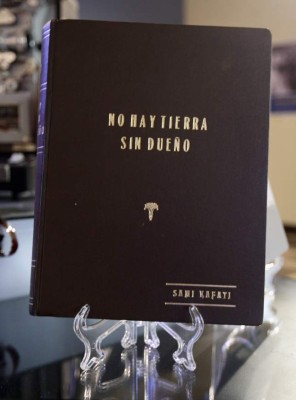 NO HAY TIERRA
SIN DUEÑO
SAMI KAFATI